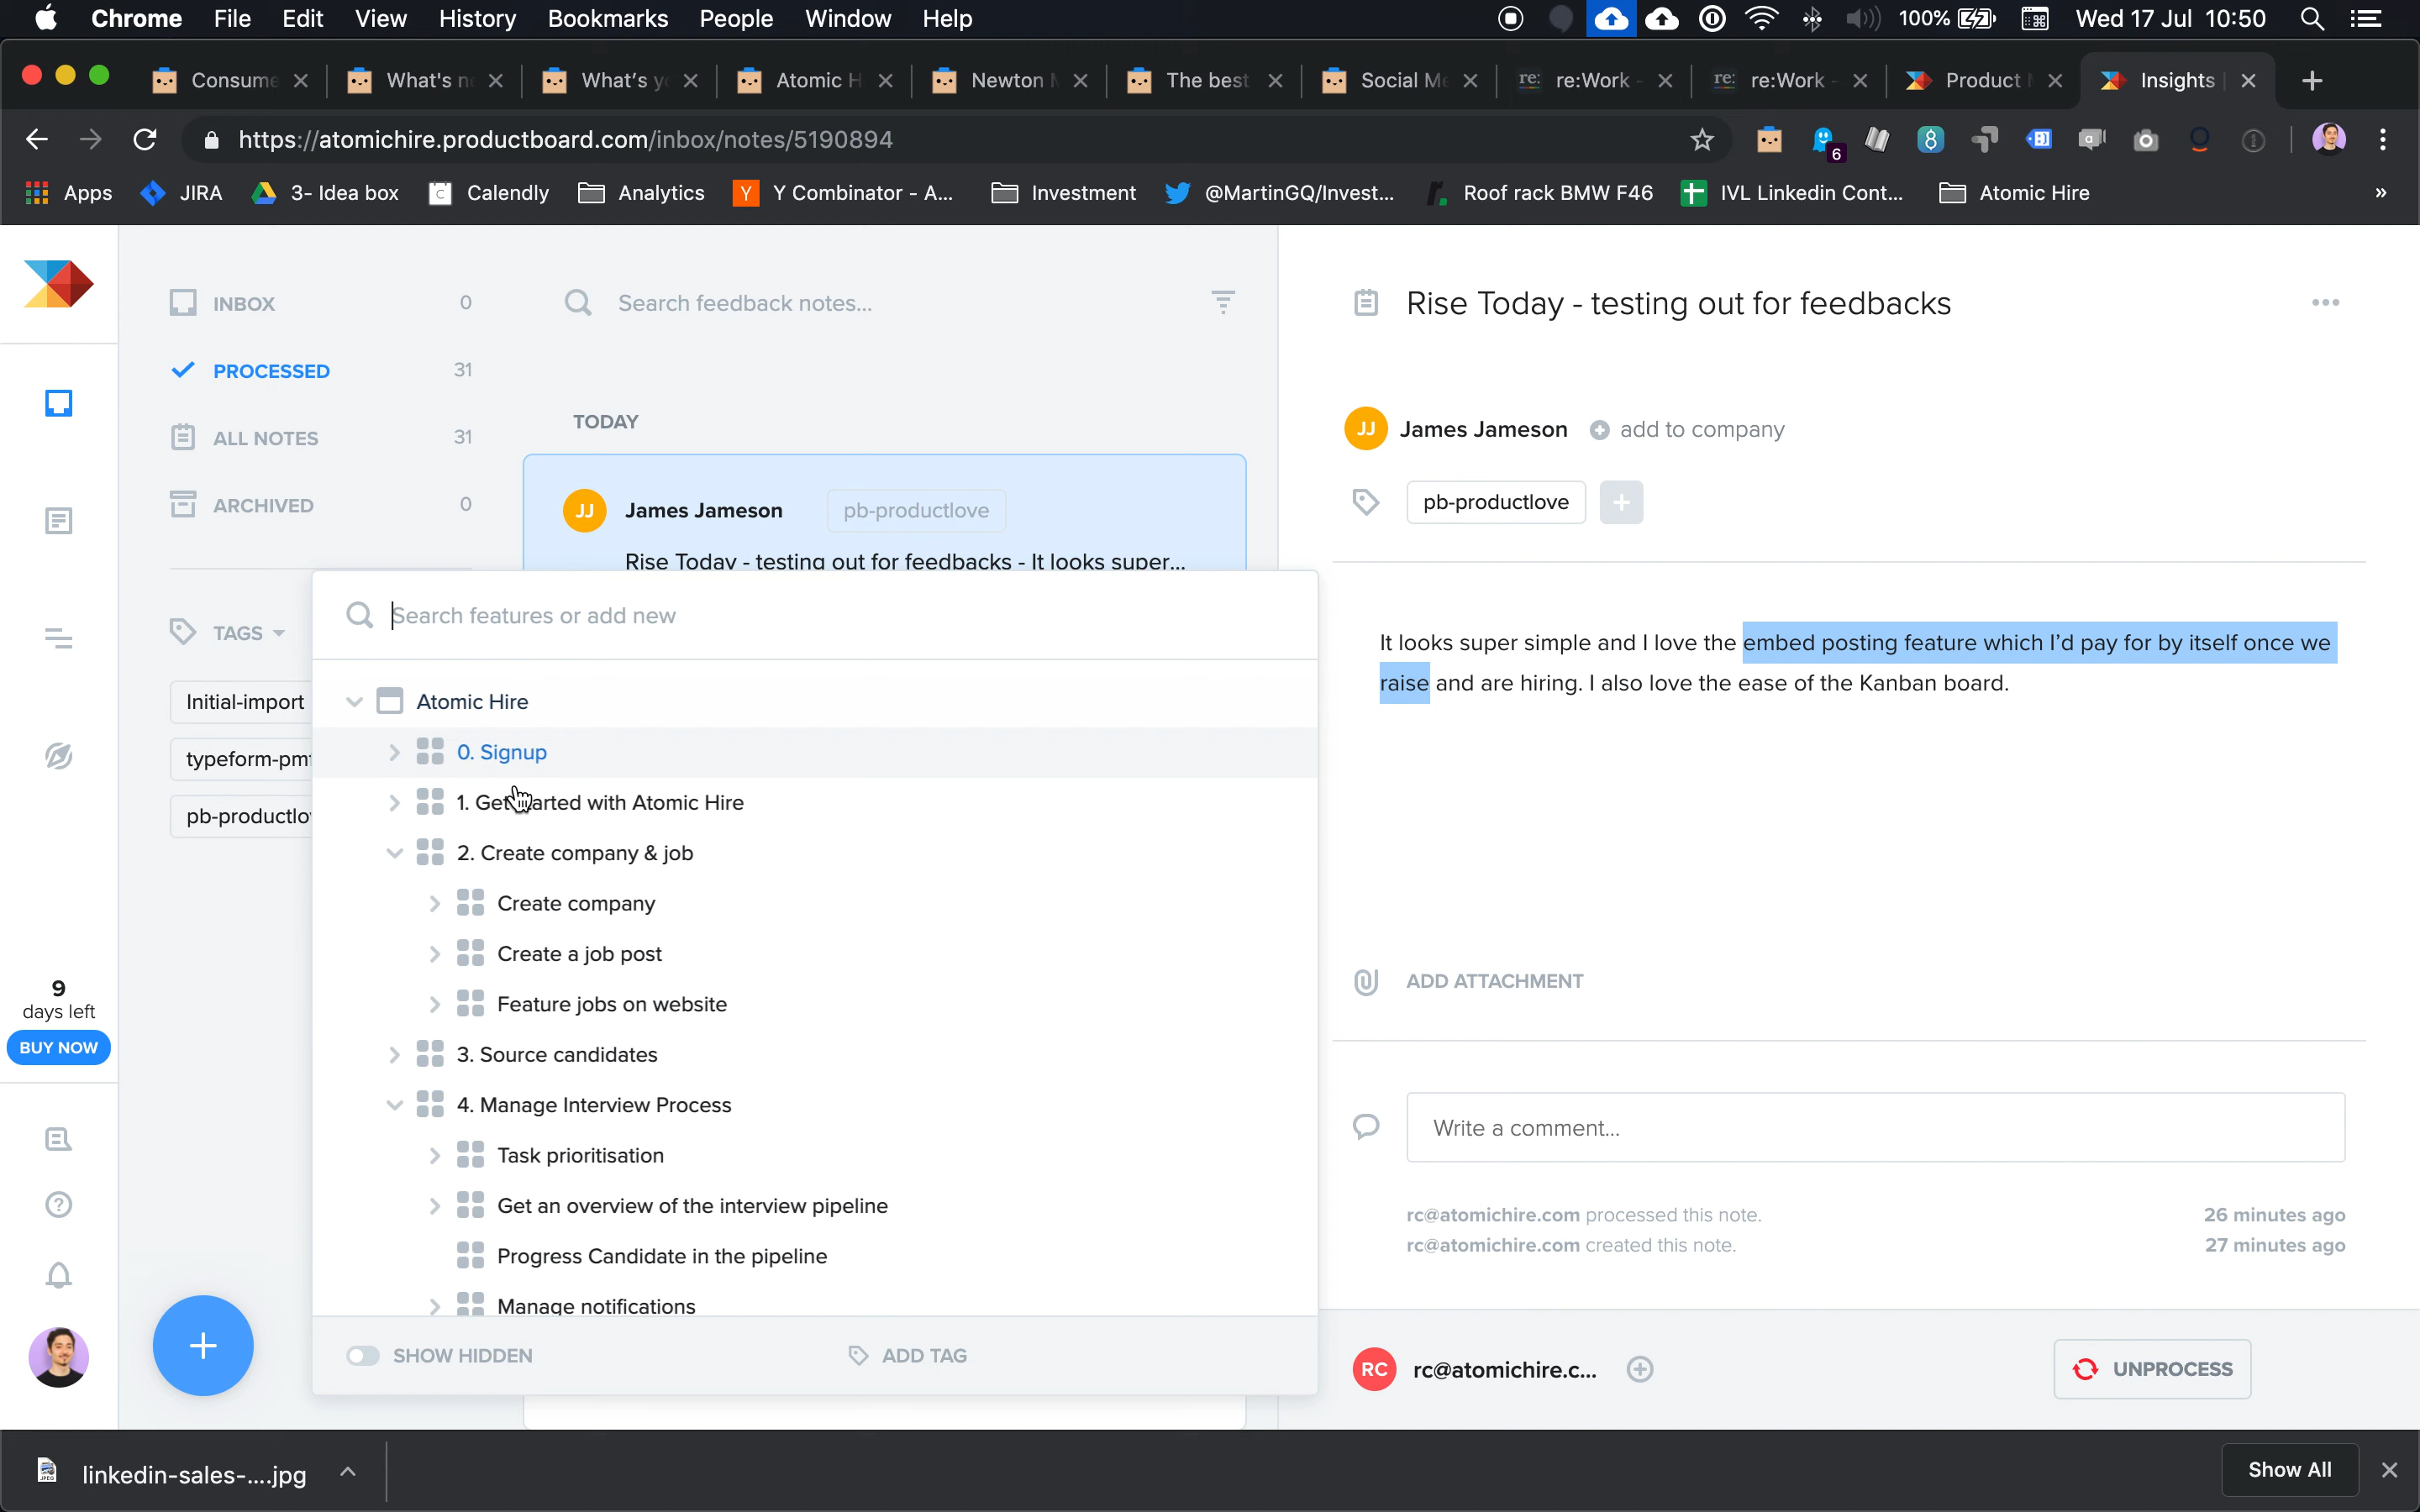 Chrome File Edit View History Bookmarks People Window Help 100% Wed 17 Jul 10:50
Consume What's ne What's yo Atomic H Newton The best Social Me re: re:Work - re: re:Work - Product Insights
https://atomichire.productboard.com/inbox/notes/5190894 6
Apps JIRA 3- Idea box Calendly Analytics Y Combinator - A... Investment @MartinGQ/Invest... Roof rack BMW F46 IVL Linkedin Cont... Atomic Hire »
INBOX 0
PROCESSED 31
ALL NOTES 31
ARCHIVED 0
TAGS
Initial-import
typeform-pm
pb-productlo
9
days left
BUY NOW
Search feedback notes...
TODAY
JJ James Jameson pb-productlove
Rise Today - testing out for feedbacks - It looks super...
Search features or add new
Atomic Hire
0. Signup
1. Get started with Atomic Hire
2. Create company & job
Create company
Create a job post
Feature jobs on website
3. Source candidates
4. Manage Interview Process
Task prioritisation
Get an overview of the interview pipeline
Progress Candidate in the pipeline
Manage notifications
SHOW HIDDEN ADD TAG
Rise Today - testing out for feedbacks
JJ James Jameson add to company
pb-productlove +
It looks super simple and I love the embed posting feature which I'd pay for by itself once we
raise and are hiring. I also love the ease of the Kanban board.
ADD ATTACHMENT
Write a comment...
rc@atomichire.com processed this note. 26 minutes ago
rc@atomichire.com created this note. 27 minutes ago
RC rc@atomichire.c... UNPROCESS
linkedin-sales-....jpg Show All